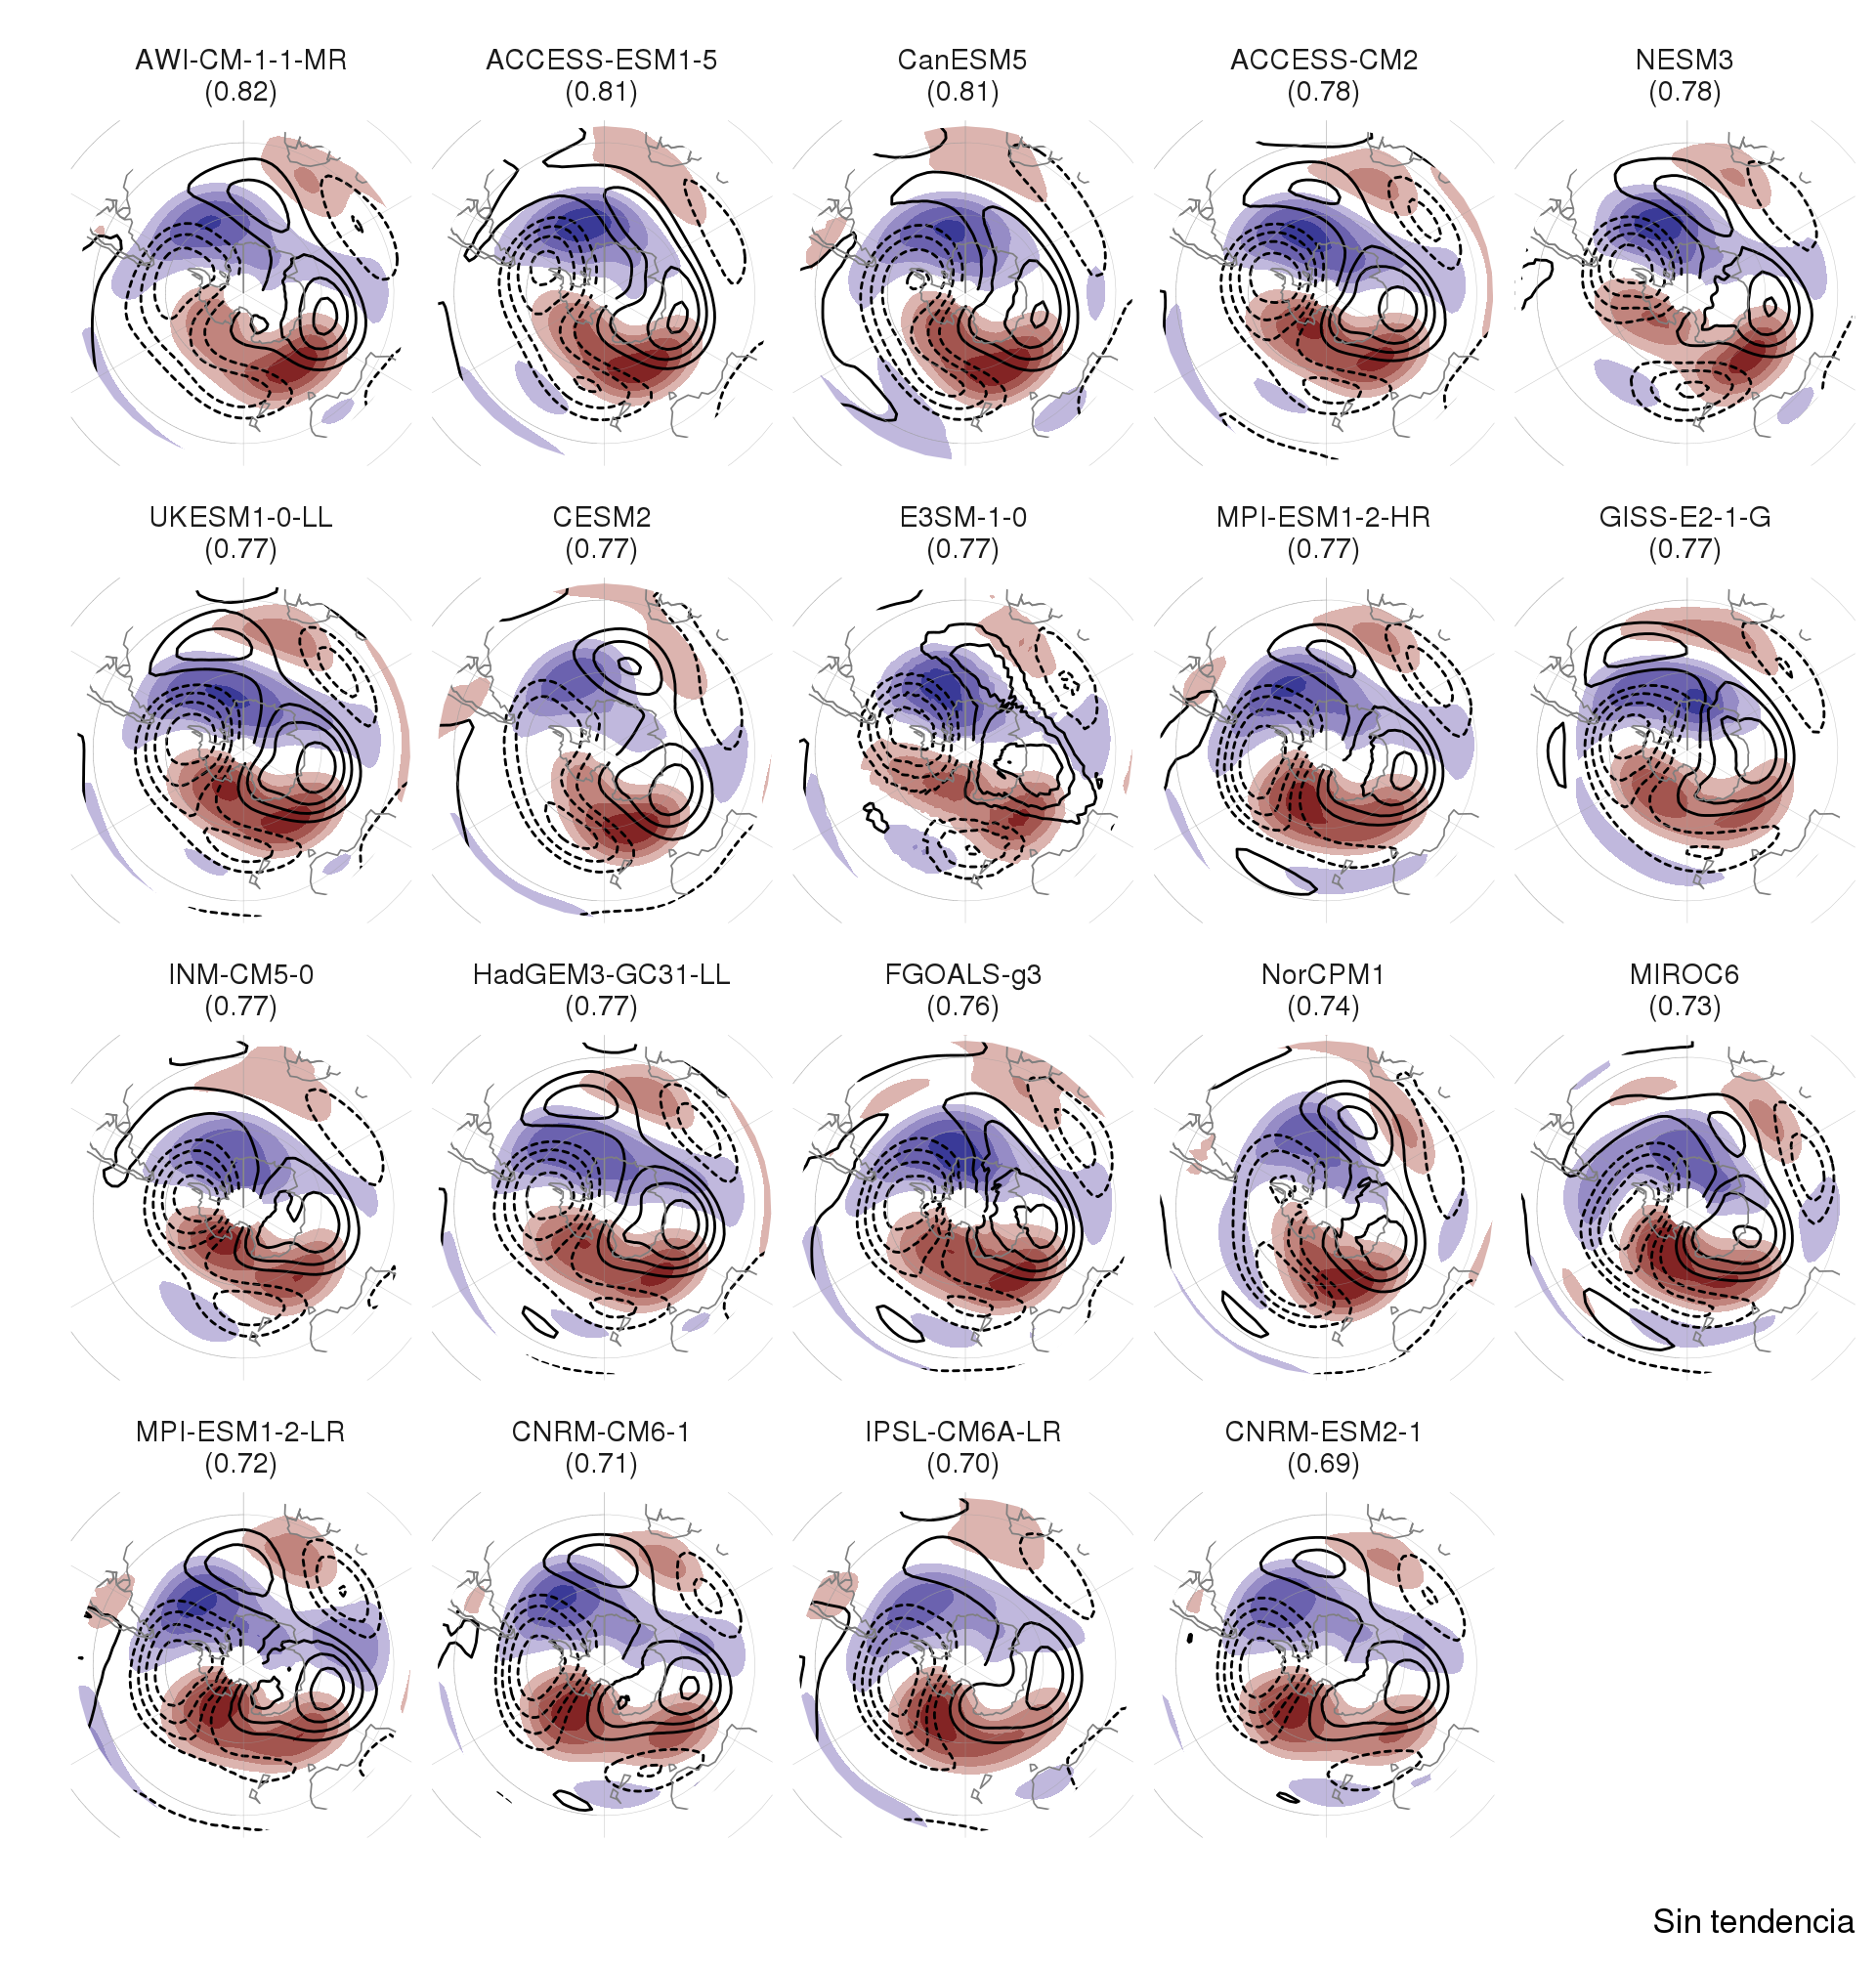 AWI-CM-1-1-MR
(0.82)
ACCESS-ESM1-5
(0.81)
CanESM5
(0.81)
ACCESS-CM2
(0.78)
NESM3
(0.78)
UKESM1-0-LL
(0.77)
CESM2
(0.77)
E3SM-1-0
(0.77)
MPI-ESM1-2-HR
(0.77)
GISS-E2-1-G
(0.77)
INM-CM5-0
(0.77)
HadGEM3-GC31-LL
(0.77)
FGOALS-g3
(0.76)
NorCPM1
(0.74)
MIROC6
(0.73)
MPI-ESM1-2-LR
(0.72)
CNRM-CM6-1
(0.71)
IPSL-CM6A-LR
(0.70)
CNRM-ESM2-1
(0.69)
Sin tendencia